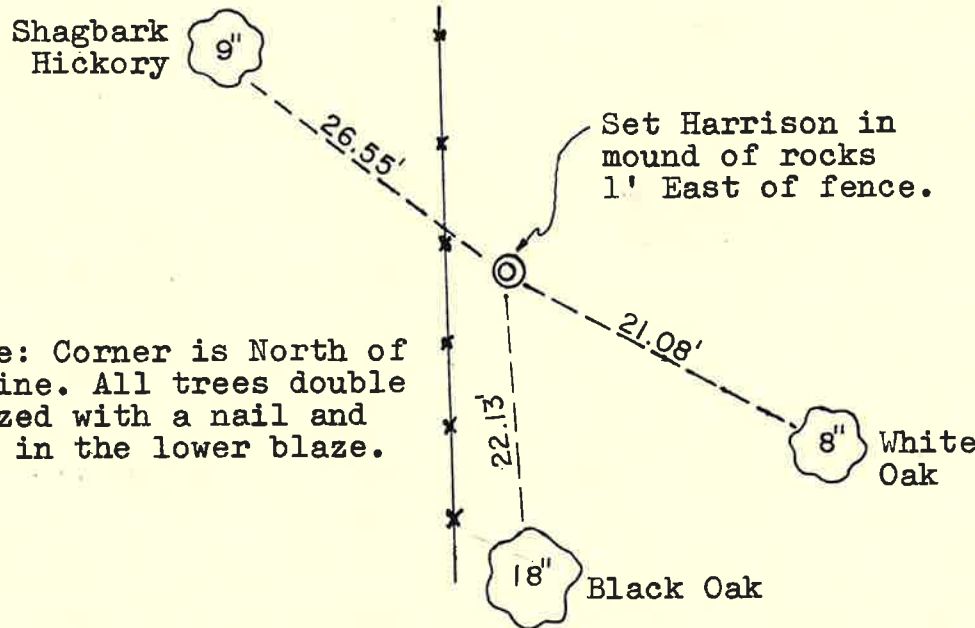 Shagbark
Hickory
9"
26.55'
Set Harrison in
mound of rocks
1' East of fence.
21.08'
22.13'
e: Corner is North of
ine. All trees double
zed with a nail and
in the lower blaze.
8"
White
Oak
18"
Black Oak